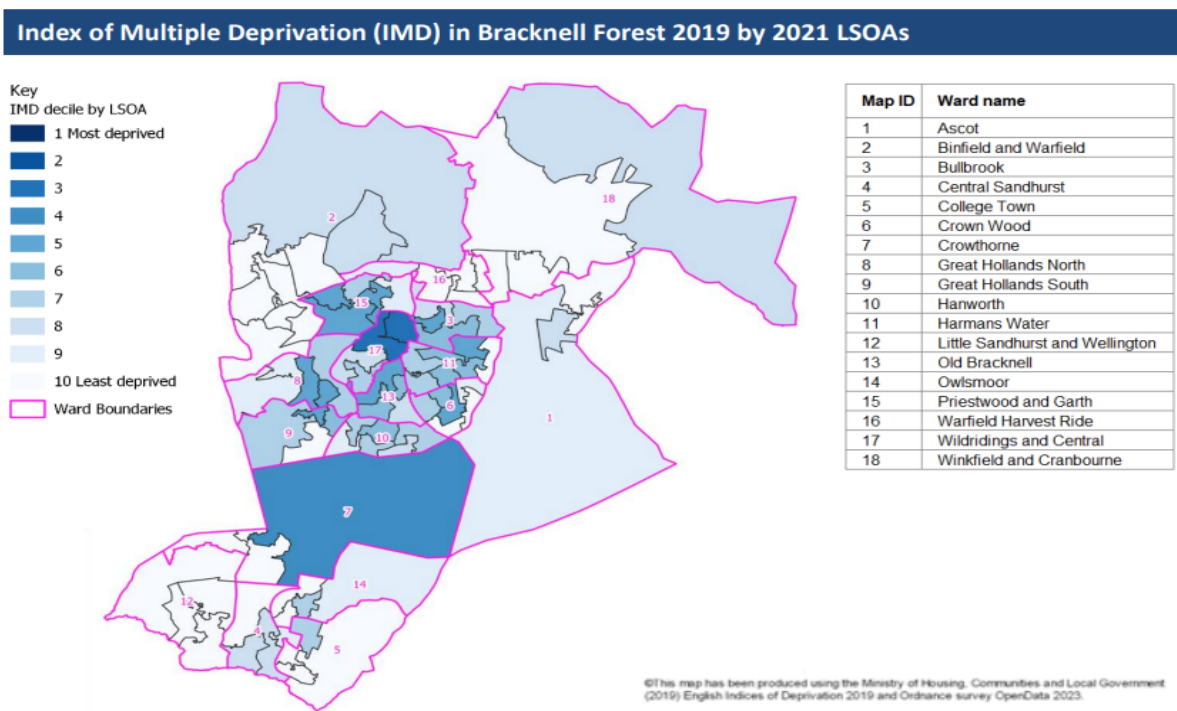 Index of Multiple Deprivation (IMD) in Bracknell Forest 2019 by 2021 LSOAs
Key
IMD decile by LSOA
1 Most deprived
2
3
4
5
6
7
8
9
10 Least deprived
Ward Boundaries
18
2
16
15
3
17
11
8
13
6
9
10
1
7
14
12
4
5
Map ID Ward name
1 Ascot
2 Binfield and Warfield
3 Bullbrook
4 Central Sandhurst
5 College Town
6 Crown Wood
7 Crowthorne
8 Great Hollands North
9 Great Hollands South
10 Hanworth
11 Harmans Water
12 Little Sandhurst and Wellington
13 Old Bracknell
14 Owlsmoor
15 Priestwood and Garth
16 Warfield Harvest Ride
17 Wildridings and Central
18 Winkfield and Cranbourne
©This map has been produced using the Ministry of Housing, Communities and Local Government
(2019) English Indices of Deprivation 2019 and Ordnance survey OpenData 2023.